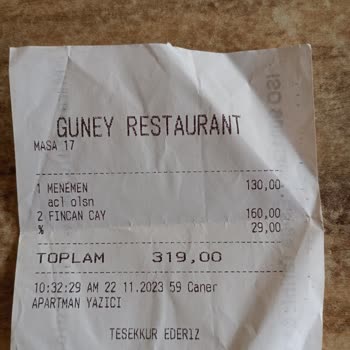 GUNEY RESTAURANT
MASA 17
1 MENEMEN 130,00
acl olsn
2 FINCAN CAY 160,00
% 29,00
TOPLAM 319,00
10:32:29 AM 22 11.2023 59 Caner
APARTMAN YAZICI
TESEKKUR EDERIZ